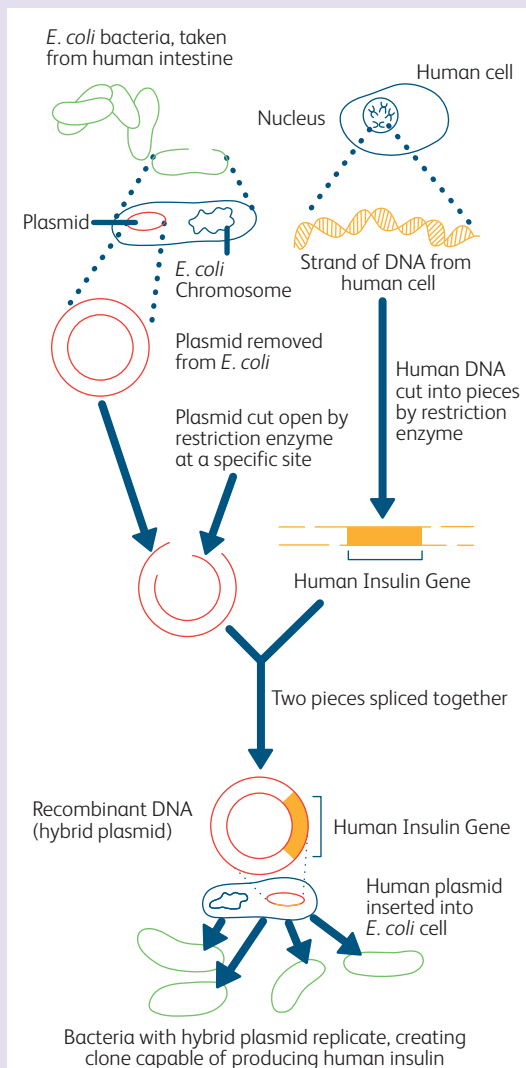 E. coli bacteria, taken
from human intestine
Human cell
Nucleus
Plasmid
E. coli
Chromosome
Strand of DNA from
human cell
Plasmid removed
from E. coli
Human DNA
cut into pieces
by restriction
enzyme
Plasmid cut open by
restriction enzyme
at a specific site
Human Insulin Gene
Two pieces spliced together
Recombinant DNA
(hybrid plasmid)
Human Insulin Gene
Human plasmid
inserted into
E. coli cell
Bacteria with hybrid plasmid replicate, creating
clone capable of producing human insulin